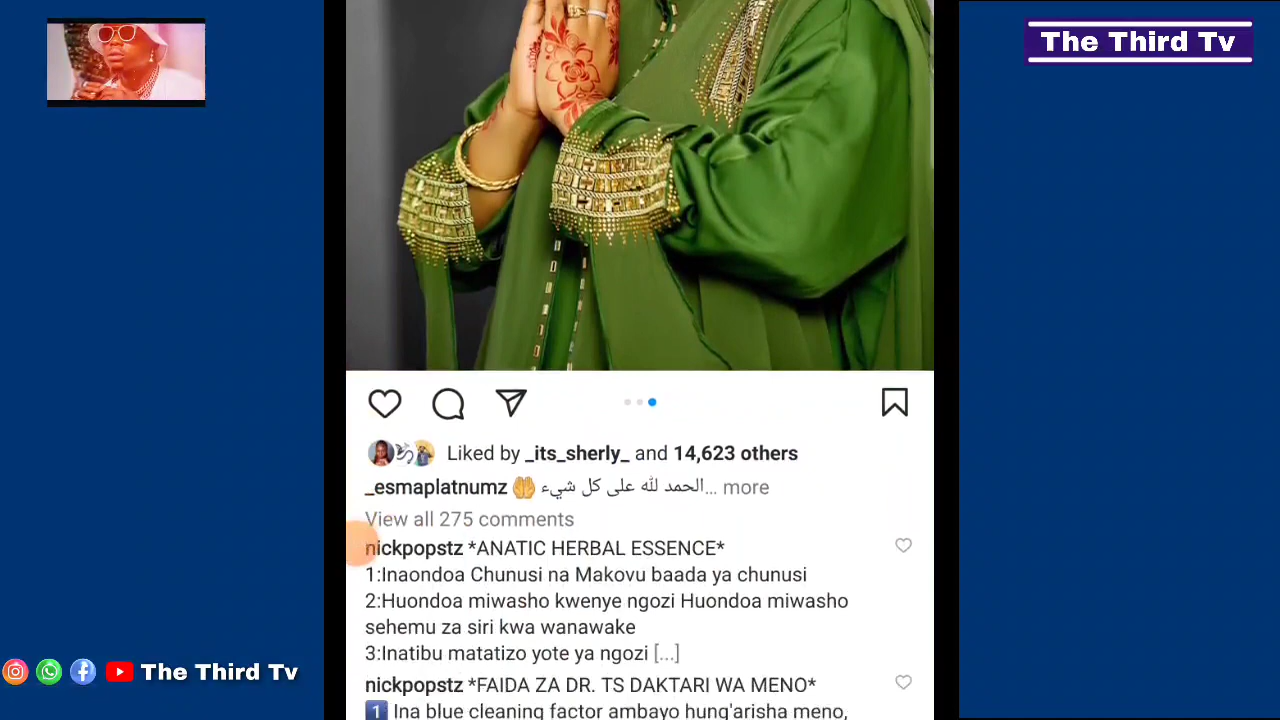 The Third Tv
Liked by _its_sherly_ and 14,623 others
_esmaplatnumz 🤲 الحمد لله على كل شيء... more
View all 275 comments
nickpopstz *ANATIC HERBAL ESSENCE*
1:Inaondoa Chunusi na Makovu baada ya chunusi
2:Huondoa miwasho kwenye ngozi Huondoa miwasho
sehemu za siri kwa wanawake
3:Inatibu matatizo yote ya ngozi [...]
nickpopstz *FAIDA ZA DR. TS DAKTARI WA MENO*
1️⃣ Ina blue cleaning factor ambayo hung'arisha meno,
The Third Tv